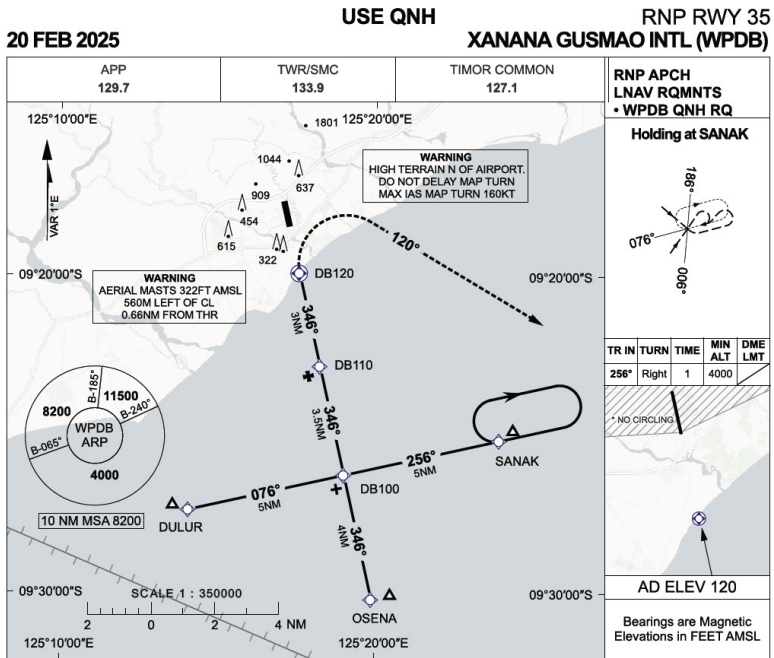 USE QNH
RNP RWY 35
20 FEB 2025
XANANA GUSMAO INTL (WPDB)
APP
129.7
TWR/SMC
133.9
TIMOR COMMON
127.1
RNP APCH
LNAV RQMNTS
• WPDB QNH RQ
125°10′00″E
125°20′00″E
1801
1044
637
909
454
615
322
VAR 1°E
WARNING
HIGH TERRAIN N OF AIRPORT.
DO NOT DELAY MAP TURN
MAX IAS MAP TURN 160KT
120°
09°20′00″S
09°20′00″S
DB120
WARNING
AERIAL MASTS 322FT AMSL
560M LEFT OF CL
0.66NM FROM THR
346°
3NM
DB110
346°
3.5NM
DB100
256°
5NM
SANAK
076°
5NM
DULUR
346°
4NM
OSENA
B-185°
8200
11500
B-240°
WPDB
ARP
B-065°
4000
10 NM MSA 8200
09°30′00″S
09°30′00″S
SCALE 1 : 350000
2 0 2 4 NM
125°10′00″E
125°20′00″E
Holding at SANAK
186°
076°
006°
TR IN TURN TIME MIN ALT DME LMT
256° Right 1 4000
* NO CIRCLING
AD ELEV 120
Bearings are Magnetic
Elevations in FEET AMSL